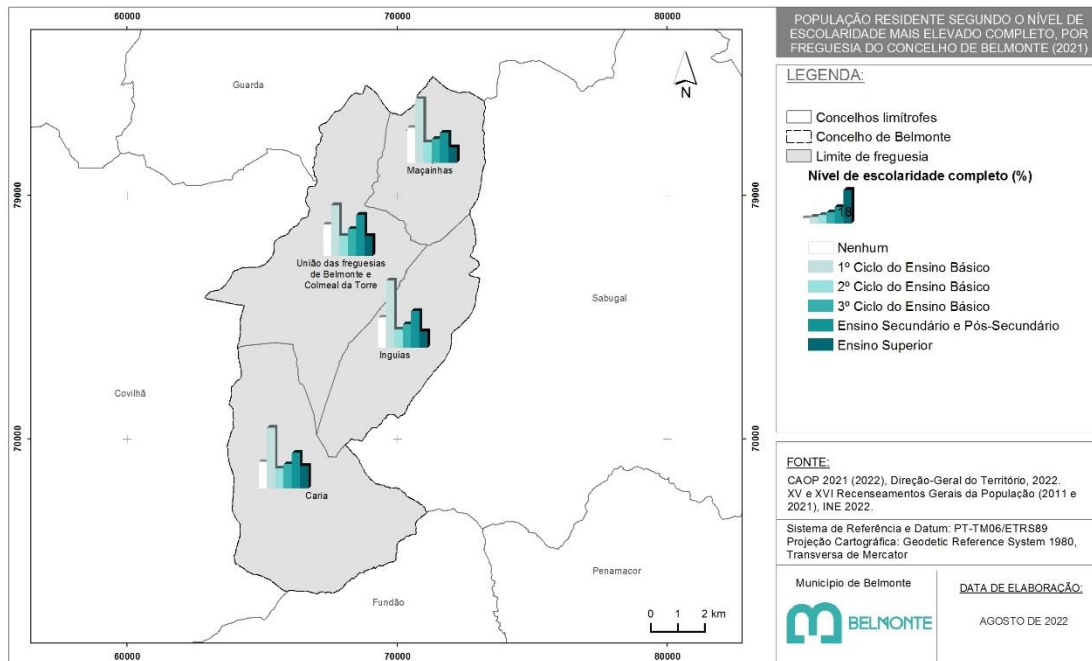 60000
70000
80000
79000
79000
70000
70000
60000
70000
80000
Guarda
N
Maçainhas
União das freguesias
de Belmonte e
Colmeal da Torre
Inguias
Sabugal
Covilhã
Caria
Penamacor
Fundão
0 1 2 km
POPULAÇÃO RESIDENTE SEGUNDO O NÍVEL DE
ESCOLARIDADE MAIS ELEVADO COMPLETO, POR
FREGUESIA DO CONCELHO DE BELMONTE (2021)
LEGENDA:
Concelhos limítrofes
Concelho de Belmonte
Limite de freguesia
Nível de escolaridade completo (%)
18
Nenhum
1º Ciclo do Ensino Básico
2º Ciclo do Ensino Básico
3º Ciclo do Ensino Básico
Ensino Secundário e Pós-Secundário
Ensino Superior
FONTE:
CAOP 2021 (2022), Direção-Geral do Território, 2022.
XV e XVI Recenseamentos Gerais da População (2011 e
2021), INE 2022.
Sistema de Referência e Datum: PT-TM06/ETRS89
Projeção Cartográfica: Geodetic Reference System 1980,
Transversa de Mercator
Município de Belmonte
BELMONTE
DATA DE ELABORAÇÃO:
AGOSTO DE 2022